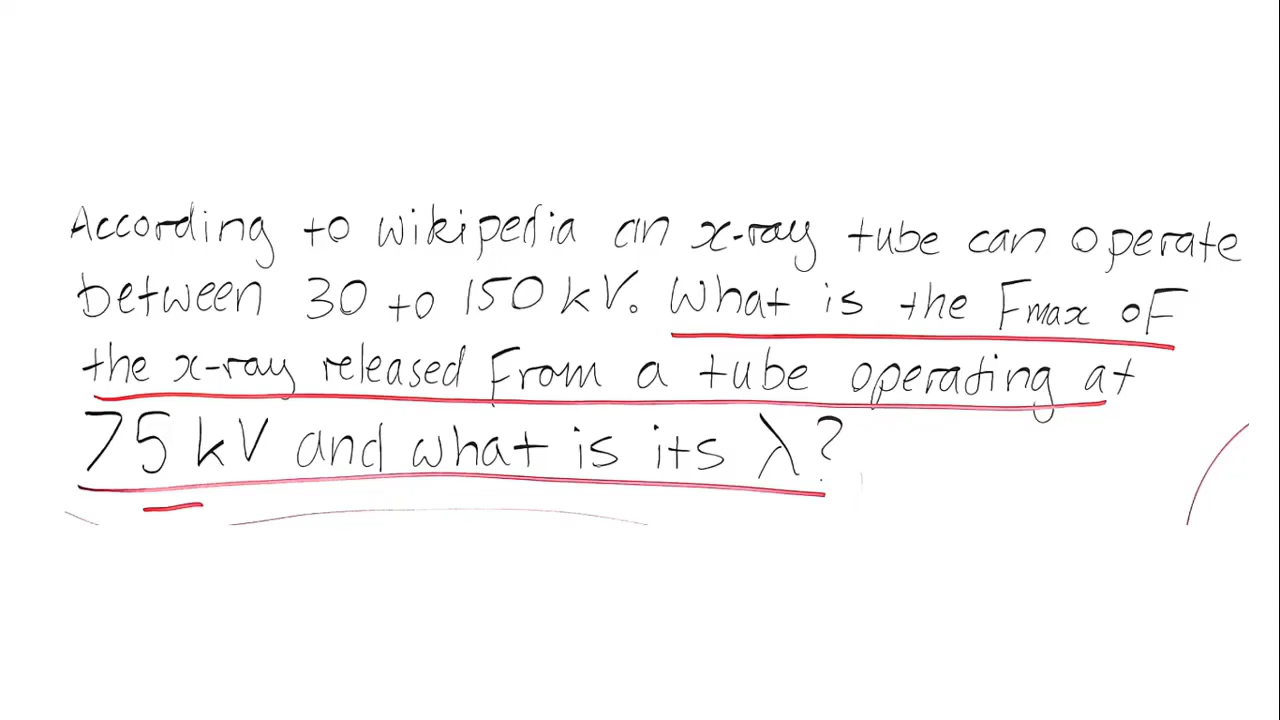 According to wikipedia an x-ray tube can operate
between 30 to 150 kV. What is the Fmax of
the x-ray released from a tube operating at
75 kV and what is its λ?